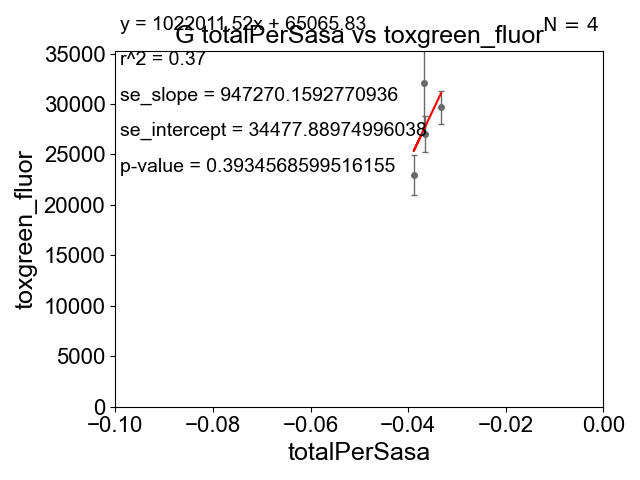 y = 1022011.52x + 65065.83
N = 4
G totalPerSasa vs toxgreen_fluor
r^2 = 0.37
se_slope = 947270.1592770936
se_intercept = 34477.88974996038
p-value = 0.3934568599516155
toxgreen_fluor
35000
30000
25000
20000
15000
10000
5000
0
−0.10 −0.08 −0.06 −0.04 −0.02 0.00
totalPerSasa